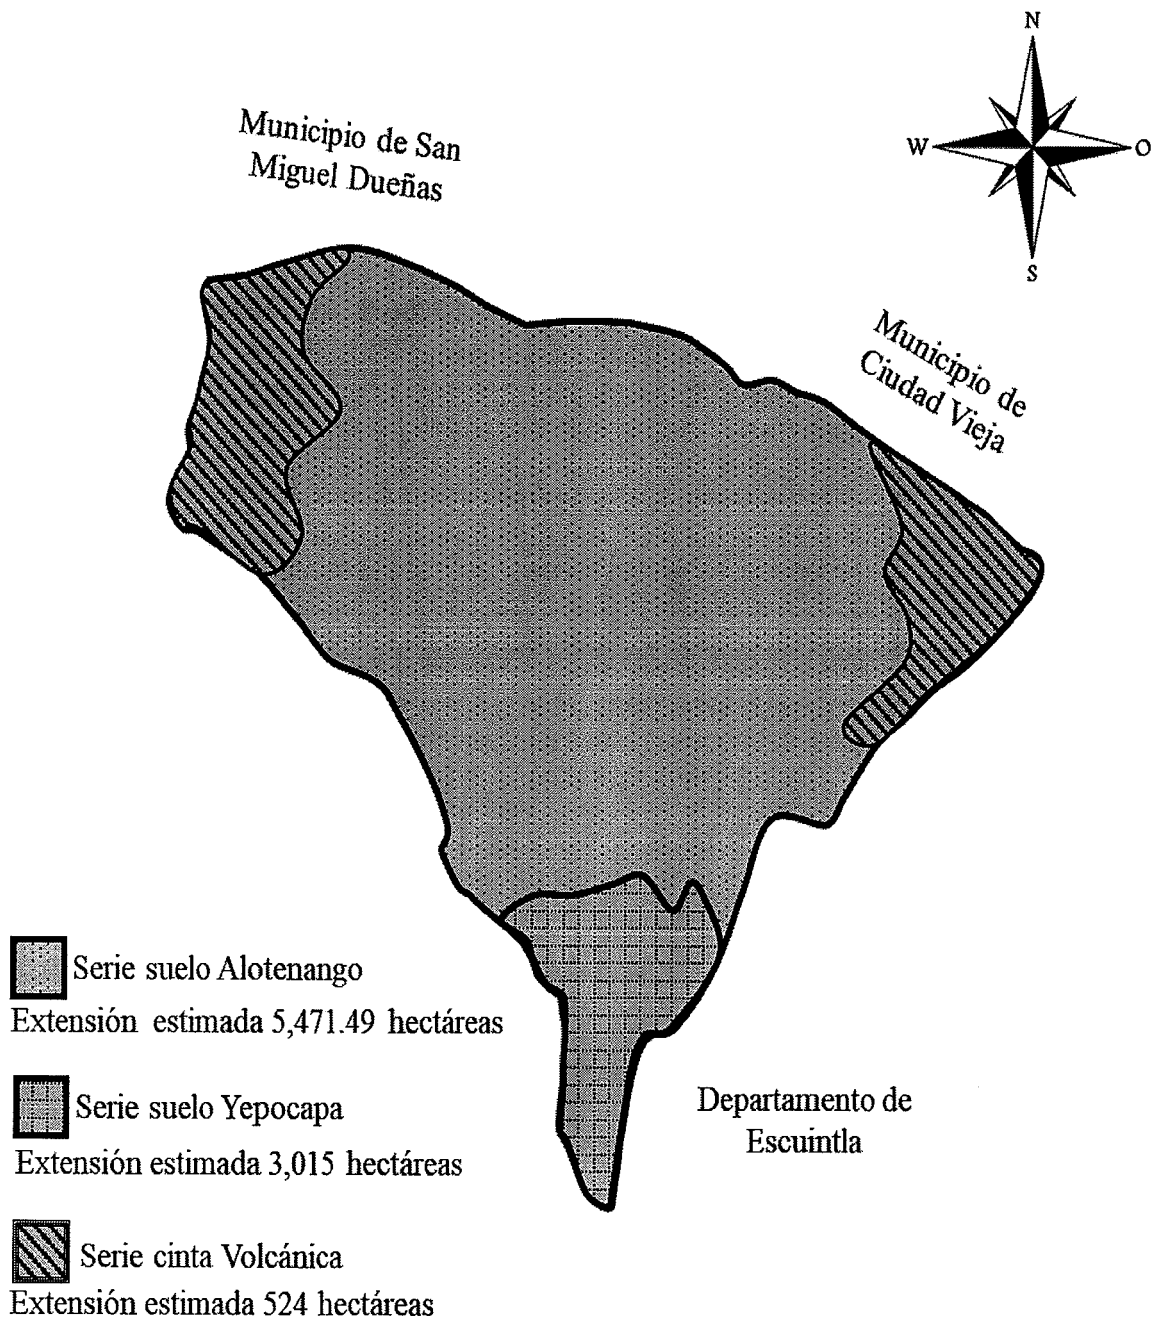 N
W
O
S
Municipio de San
Miguel Dueñas
Municipio de
Ciudad Vieja
Serie suelo Alotenango
Extensión estimada 5,471.49 hectáreas
Serie suelo Yepocapa
Extensión estimada 3,015 hectáreas
Serie cinta Volcánica
Extensión estimada 524 hectáreas
Departamento de
Escuintla